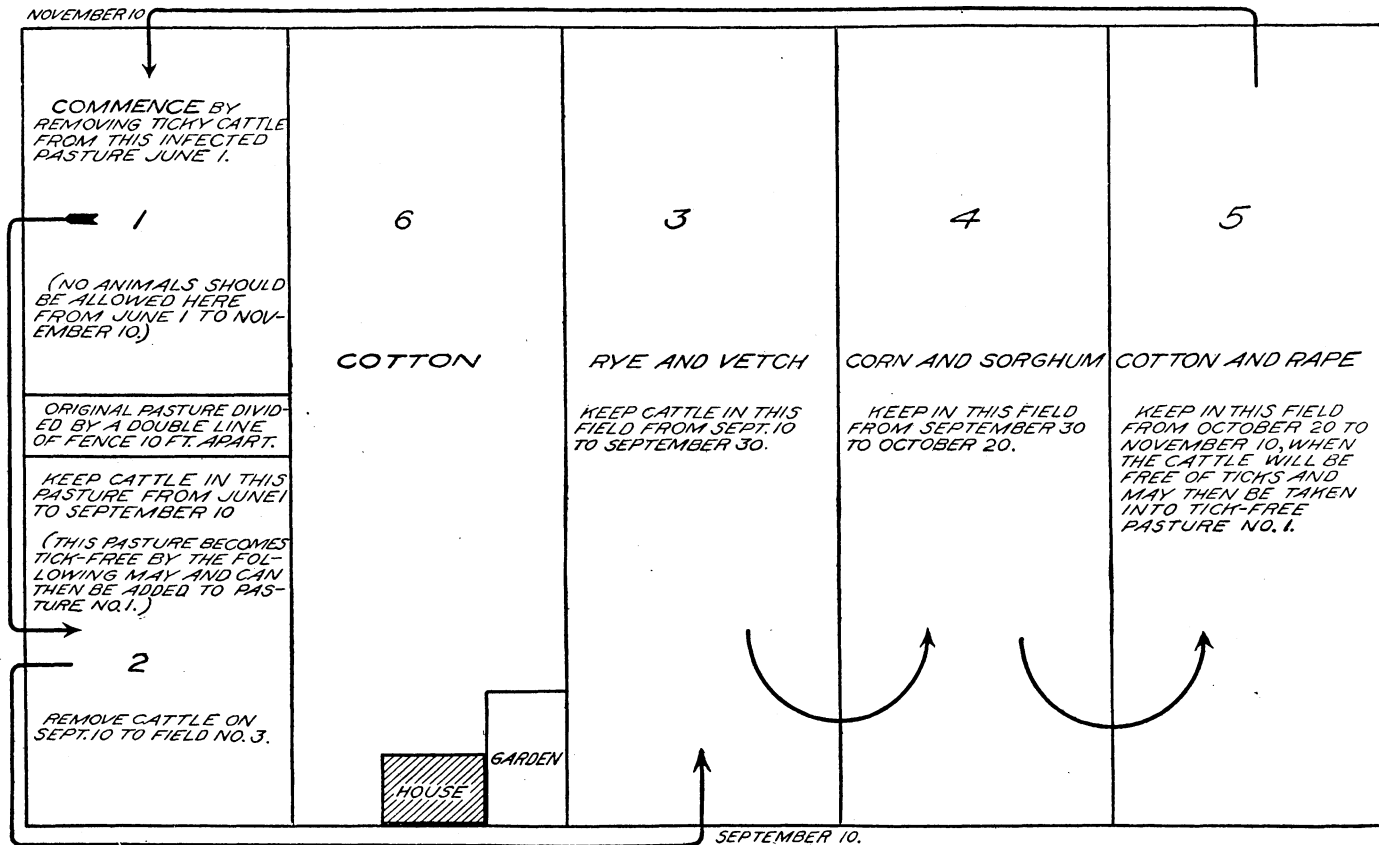 NOVEMBER 10
COMMENCE BY
REMOVING TICKY CATTLE
FROM THIS INFECTED
PASTURE JUNE 1.
1
(NO ANIMALS SHOULD
BE ALLOWED HERE
FROM JUNE 1 TO NOV-
EMBER 10.)
ORIGINAL PASTURE DIVID-
ED BY A DOUBLE LINE
OF FENCE 10 FT. APART.
KEEP CATTLE IN THIS
PASTURE FROM JUNE 1
TO SEPTEMBER 10
(THIS PASTURE BECOMES
TICK-FREE BY THE FOL-
LOWING MAY AND CAN
THEN BE ADDED TO PAS-
TURE NO. 1.)
2
REMOVE CATTLE ON
SEPT. 10 TO FIELD NO. 3.
6
COTTON
HOUSE
GARDEN
3
RYE AND VETCH
KEEP CATTLE IN THIS
FIELD FROM SEPT. 10
TO SEPTEMBER 30.
SEPTEMBER 10.
4
CORN AND SORGHUM
KEEP IN THIS FIELD
FROM SEPTEMBER 30
TO OCTOBER 20.
5
COTTON AND RAPE
KEEP IN THIS FIELD
FROM OCTOBER 20 TO
NOVEMBER 10, WHEN
THE CATTLE WILL BE
FREE OF TICKS AND
MAY THEN BE TAKEN
INTO TICK-FREE
PASTURE NO. 1.